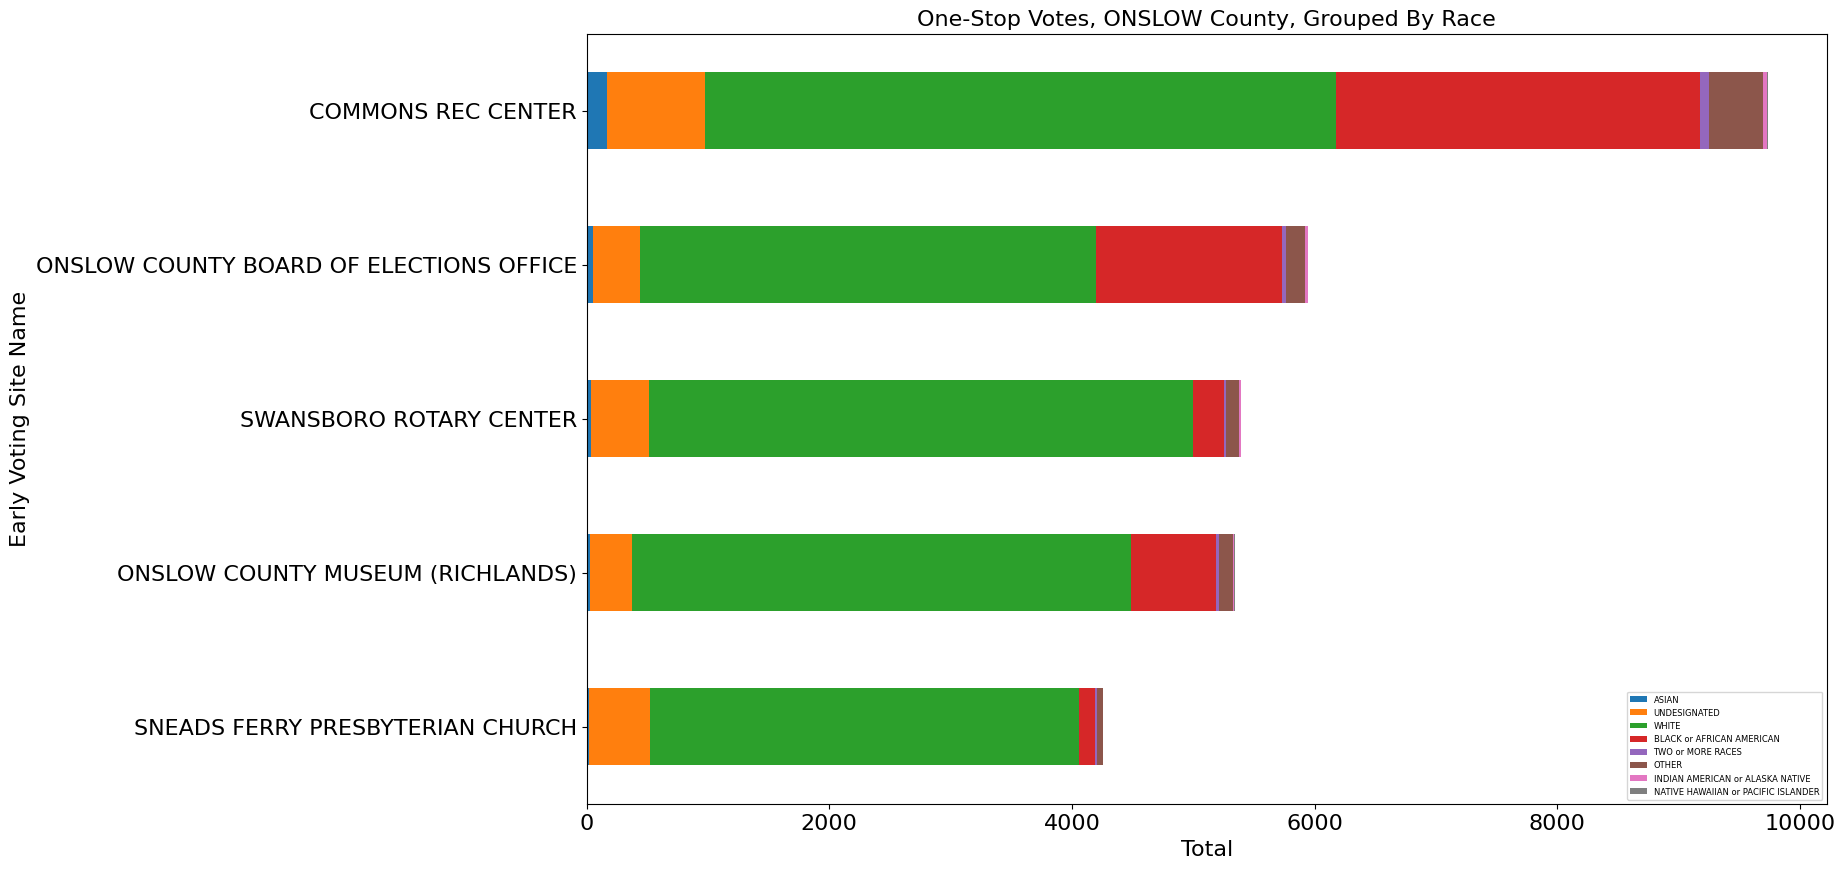 One-Stop Votes, ONSLOW County, Grouped By Race
Early Voting Site Name
COMMONS REC CENTER
ONSLOW COUNTY BOARD OF ELECTIONS OFFICE
SWANSBORO ROTARY CENTER
ONSLOW COUNTY MUSEUM (RICHLANDS)
SNEADS FERRY PRESBYTERIAN CHURCH
ASIAN
UNDESIGNATED
WHITE
BLACK or AFRICAN AMERICAN
TWO or MORE RACES
OTHER
INDIAN AMERICAN or ALASKA NATIVE
NATIVE HAWAIIAN or PACIFIC ISLANDER
0 2000 4000 6000 8000 10000
Total